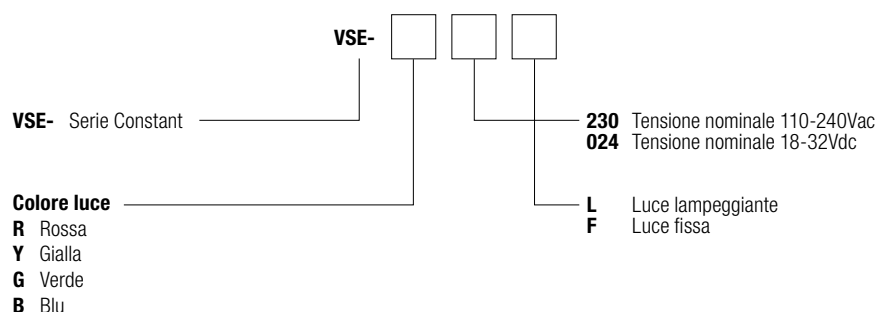 VSE-
VSE- Serie Constant
230 Tensione nominale 110-240Vac
024 Tensione nominale 18-32Vdc
Colore luce
R Rossa
Y Gialla
G Verde
B Blu
L Luce lampeggiante
F Luce fissa